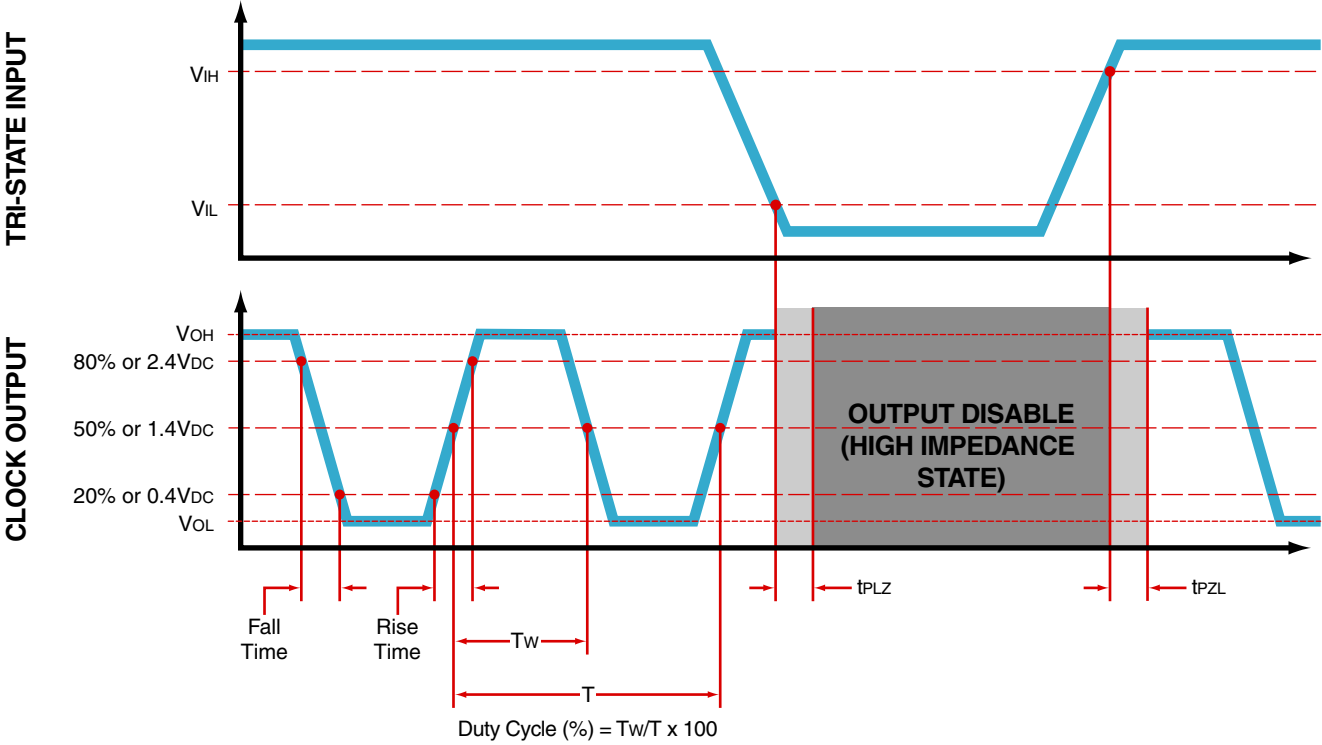 TRI-STATE INPUT
VIH
VIL
CLOCK OUTPUT
VOH
80% or 2.4VDC
50% or 1.4VDC
20% or 0.4VDC
VOL
OUTPUT DISABLE
(HIGH IMPEDANCE
STATE)
tPLZ
tPZL
Fall
Time
Rise
Time
TW
T
Duty Cycle (%) = TW/T x 100